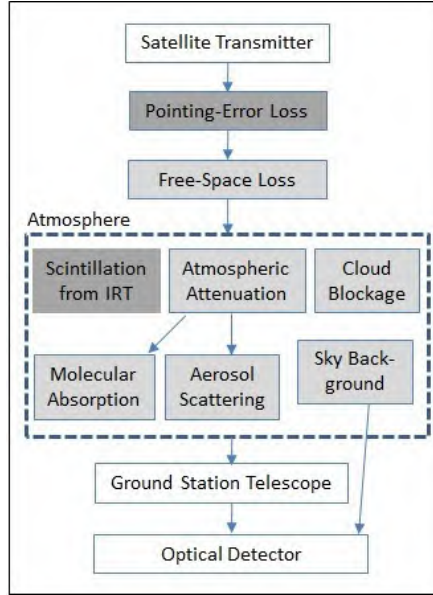 Satellite Transmitter
Pointing-Error Loss
Free-Space Loss
Atmosphere
Scintillation
from IRT
Atmospheric
Attenuation
Cloud
Blockage
Molecular
Absorption
Aerosol
Scattering
Sky Back-
ground
Ground Station Telescope
Optical Detector